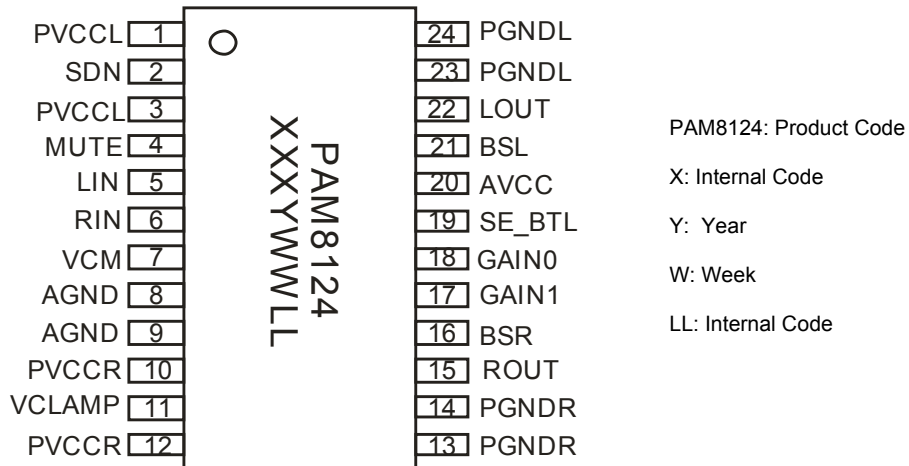 PVCCL 1 24 PGNDL
SDN 2 23 PGNDL
PVCCL 3 22 LOUT
MUTE 4 21 BSL
LIN 5 20 AVCC
RIN 6 19 SE_BTL
VCM 7 18 GAIN0
AGND 8 17 GAIN1
AGND 9 16 BSR
PVCCR 10 15 ROUT
VCLAMP 11 14 PGNDR
PVCCR 12 13 PGNDR
PAM8124
XXXYWWLL
PAM8124: Product Code
X: Internal Code
Y: Year
W: Week
LL: Internal Code